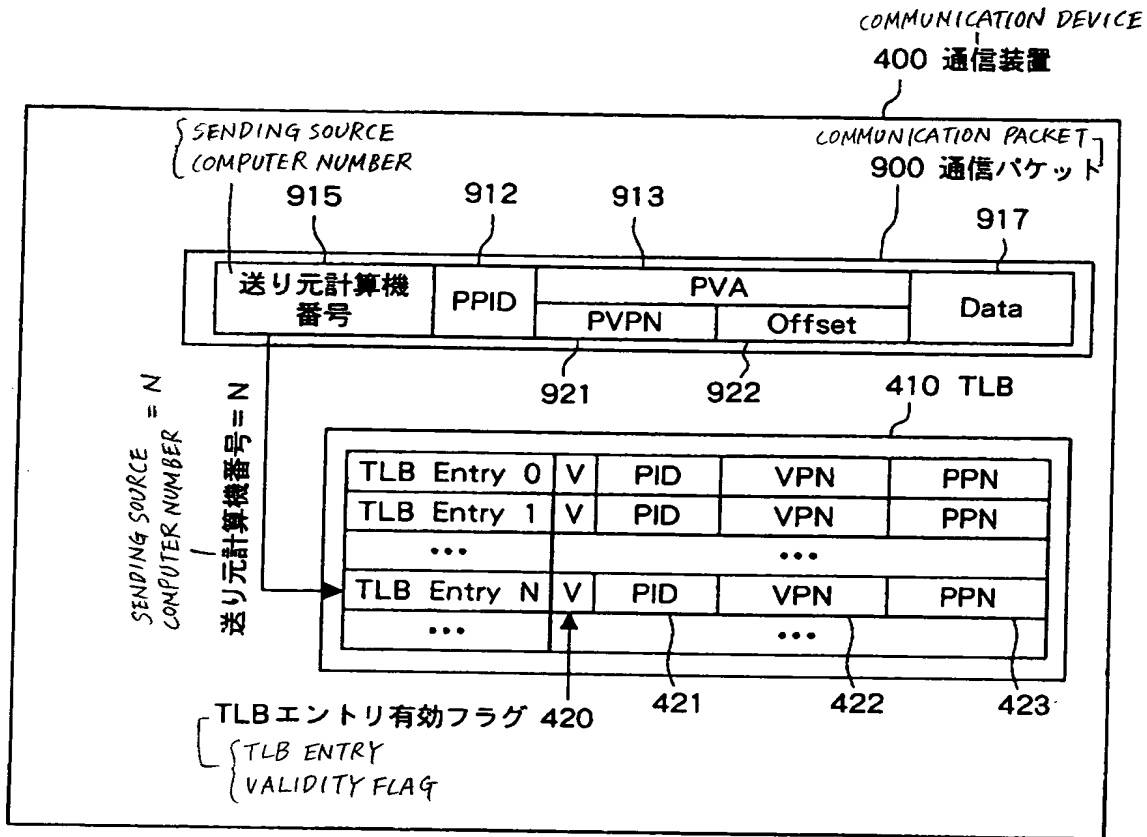 COMMUNICATION DEVICE
400 通信装置
SENDING SOURCE
COMPUTER NUMBER
COMMUNICATION PACKET
900 通信パケット
915 912 913 917
送り元計算機
番号
PPID
PVA
PVPN Offset
Data
921 922
410 TLB
SENDING SOURCE
COMPUTER NUMBER = N
送り元計算機番号=N
TLB Entry 0 V PID VPN PPN
TLB Entry 1 V PID VPN PPN
••• •••
TLB Entry N V PID VPN PPN
••• •••
TLBエントリ有効フラグ 420 421 422 423
TLB ENTRY
VALIDITY FLAG